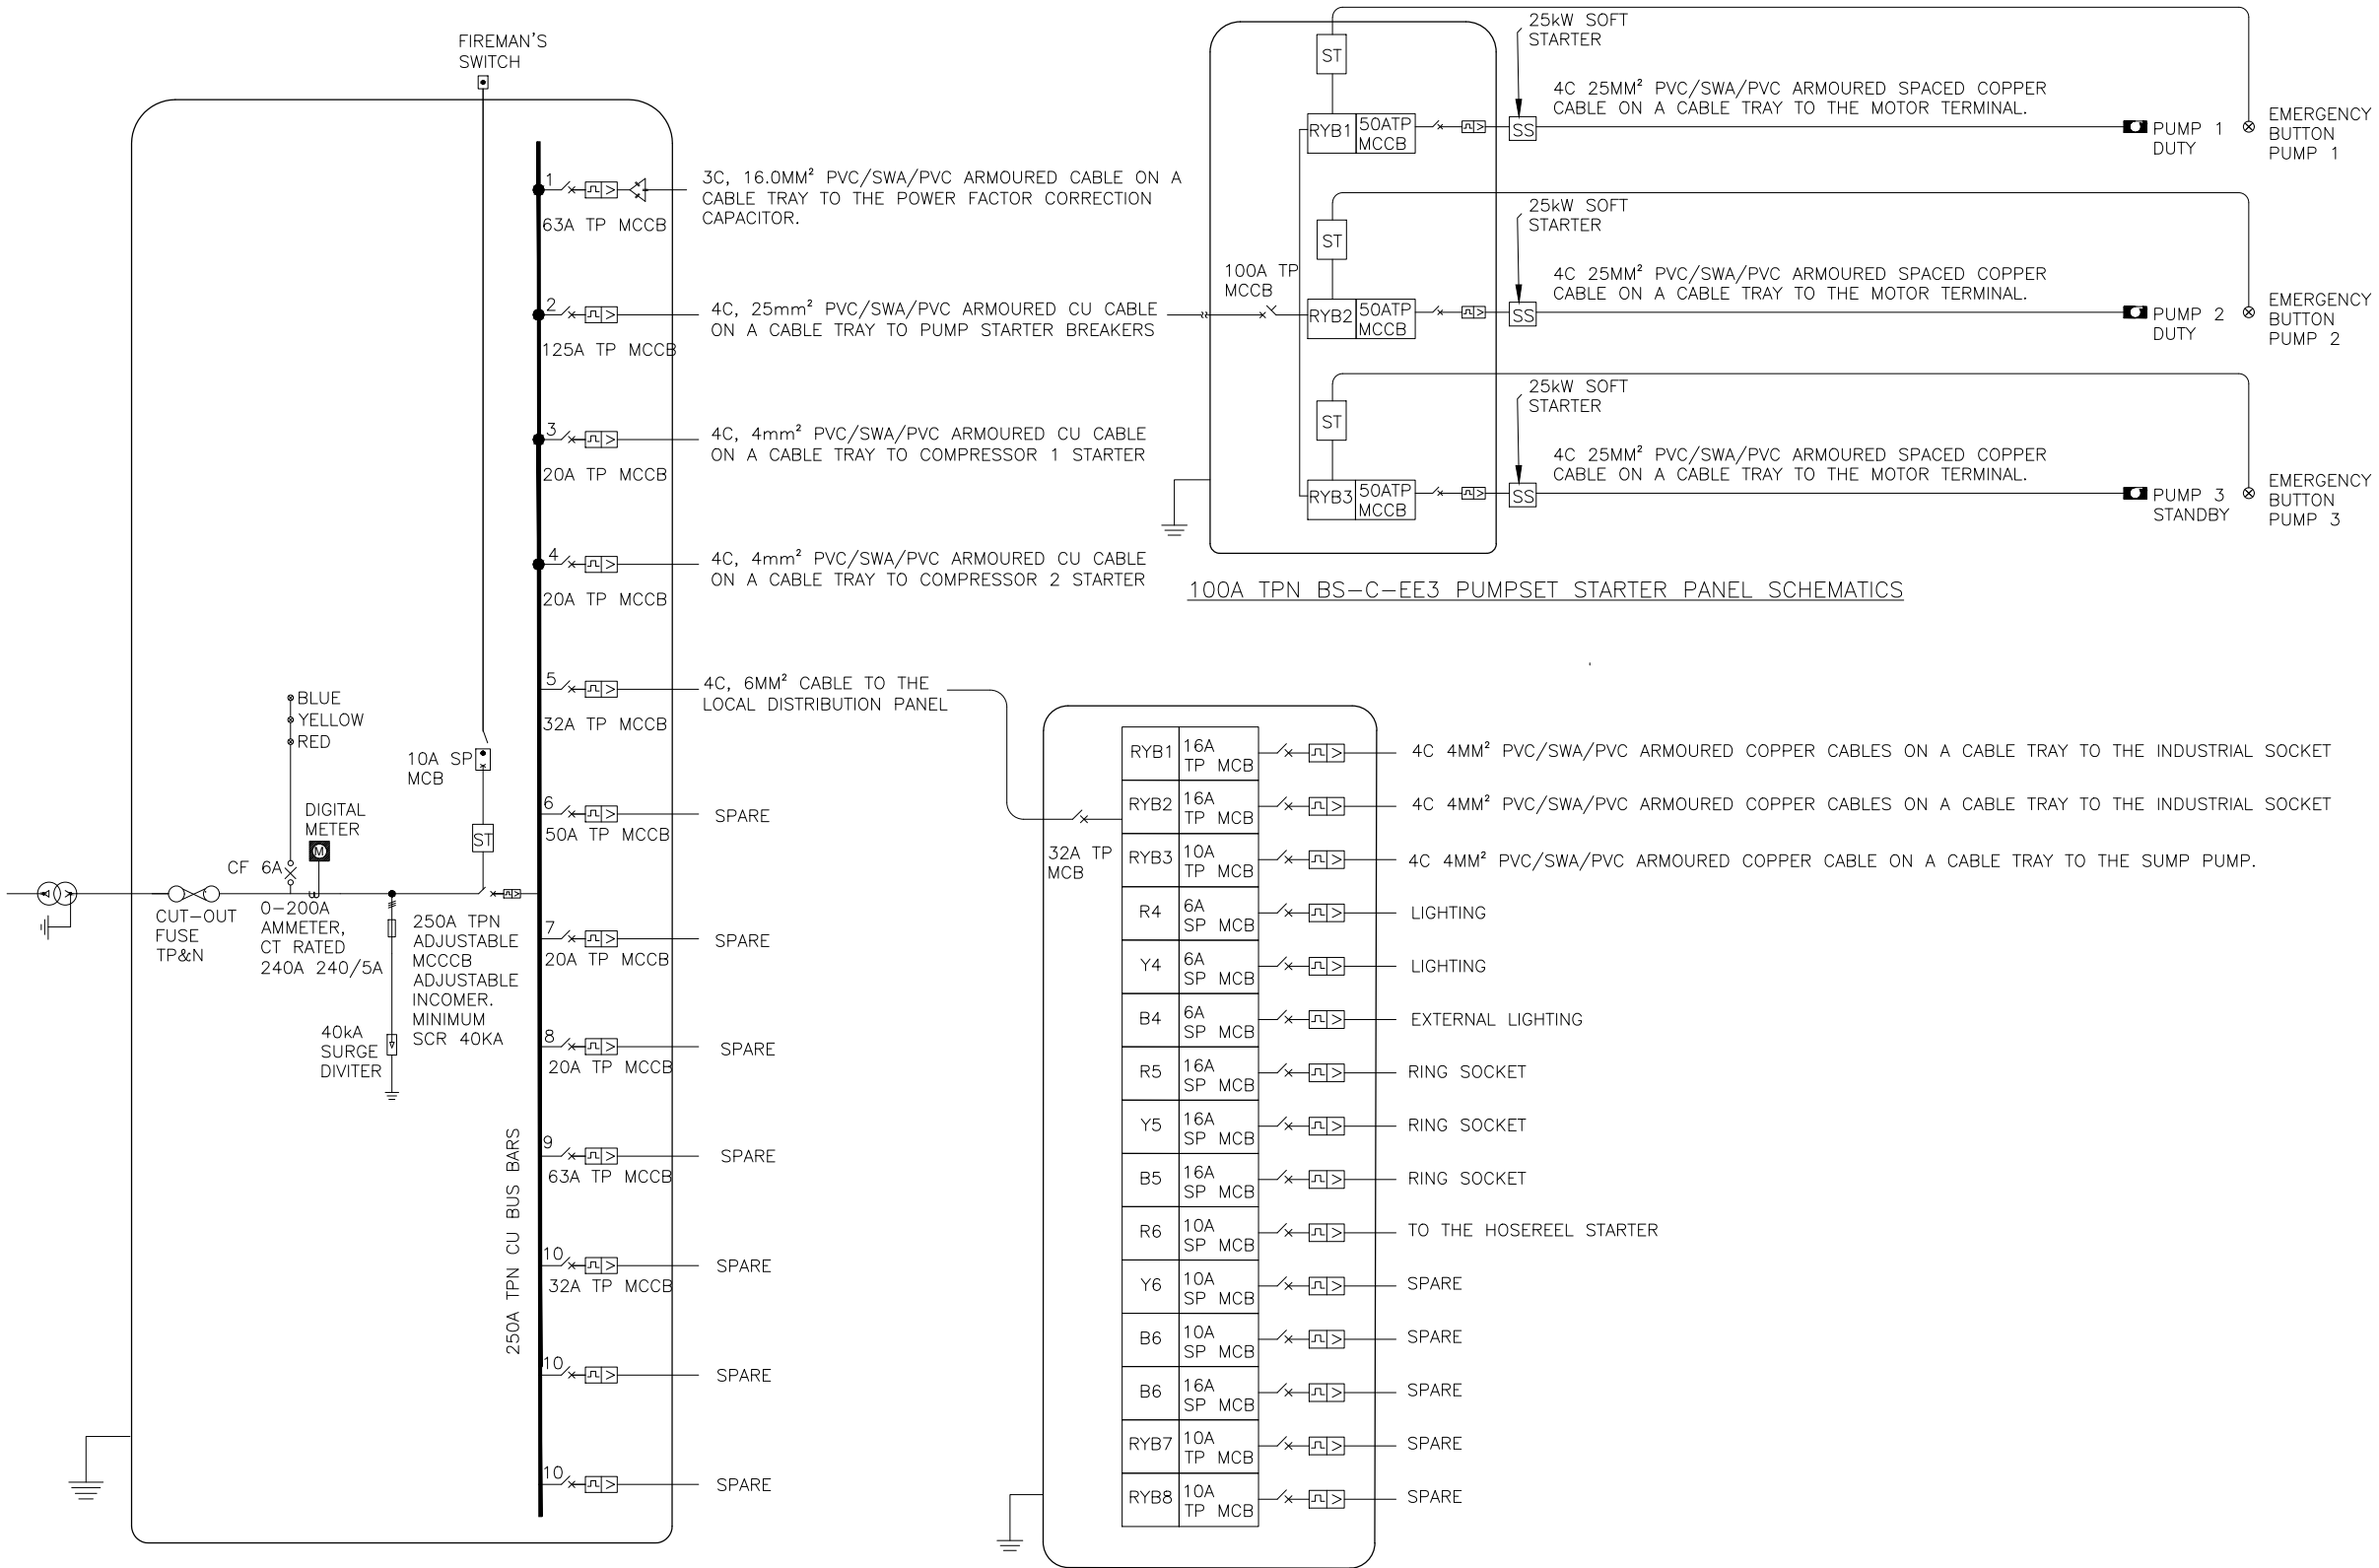 FIREMAN'S
SWITCH
1
63A TP MCCB
3C, 16.0MM² PVC/SWA/PVC ARMOURED CABLE ON A
CABLE TRAY TO THE POWER FACTOR CORRECTION
CAPACITOR.
2
125A TP MCCB
4C, 25mm² PVC/SWA/PVC ARMOURED CU CABLE
ON A CABLE TRAY TO PUMP STARTER BREAKERS
3
20A TP MCCB
4C, 4mm² PVC/SWA/PVC ARMOURED CU CABLE
ON A CABLE TRAY TO COMPRESSOR 1 STARTER
4
20A TP MCCB
4C, 4mm² PVC/SWA/PVC ARMOURED CU CABLE
ON A CABLE TRAY TO COMPRESSOR 2 STARTER
5
32A TP MCCB
4C, 6MM² CABLE TO THE
LOCAL DISTRIBUTION PANEL
6
50A TP MCCB
SPARE
7
20A TP MCCB
SPARE
8
20A TP MCCB
SPARE
9
63A TP MCCB
SPARE
10
32A TP MCCB
SPARE
10
SPARE
10
SPARE
BLUE
YELLOW
RED
10A SP
MCB
DIGITAL
METER
M
ST
CF 6A
CUT-OUT
FUSE
TP&N
0-200A
AMMETER,
CT RATED
240A 240/5A
250A TPN
ADJUSTABLE
MCCCB
ADJUSTABLE
INCOMER.
MINIMUM
SCR 40KA
40kA
SURGE
DIVITER
250A TPN CU BUS BARS
100A TP
MCCB
ST
RYB1
50ATP
MCCB
25kW SOFT
STARTER
SS
4C 25MM² PVC/SWA/PVC ARMOURED SPACED COPPER
CABLE ON A CABLE TRAY TO THE MOTOR TERMINAL.
PUMP 1
DUTY
EMERGENCY
BUTTON
PUMP 1
ST
RYB2
50ATP
MCCB
25kW SOFT
STARTER
SS
4C 25MM² PVC/SWA/PVC ARMOURED SPACED COPPER
CABLE ON A CABLE TRAY TO THE MOTOR TERMINAL.
PUMP 2
DUTY
EMERGENCY
BUTTON
PUMP 2
ST
RYB3
50ATP
MCCB
25kW SOFT
STARTER
SS
4C 25MM² PVC/SWA/PVC ARMOURED SPACED COPPER
CABLE ON A CABLE TRAY TO THE MOTOR TERMINAL.
PUMP 3
STANDBY
EMERGENCY
BUTTON
PUMP 3
100A TPN BS-C-EE3 PUMPSET STARTER PANEL SCHEMATICS
32A TP
MCB
RYB1
16A
TP MCB
4C 4MM² PVC/SWA/PVC ARMOURED COPPER CABLES ON A CABLE TRAY TO THE INDUSTRIAL SOCKET
RYB2
16A
TP MCB
4C 4MM² PVC/SWA/PVC ARMOURED COPPER CABLES ON A CABLE TRAY TO THE INDUSTRIAL SOCKET
RYB3
10A
TP MCB
4C 4MM² PVC/SWA/PVC ARMOURED COPPER CABLE ON A CABLE TRAY TO THE SUMP PUMP.
R4
6A
SP MCB
LIGHTING
Y4
6A
SP MCB
LIGHTING
B4
6A
SP MCB
EXTERNAL LIGHTING
R5
16A
SP MCB
RING SOCKET
Y5
16A
SP MCB
RING SOCKET
B5
16A
SP MCB
RING SOCKET
R6
10A
SP MCB
TO THE HOSEREEL STARTER
Y6
10A
SP MCB
SPARE
B6
10A
SP MCB
SPARE
B6
16A
SP MCB
SPARE
RYB7
10A
TP MCB
SPARE
RYB8
10A
TP MCB
SPARE